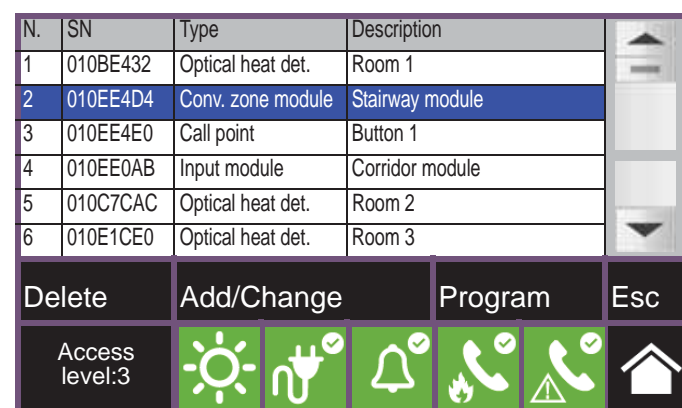 N. SN Type Description
1 010BE432 Optical heat det. Room 1
2 010EE4D4 Conv. zone module Stairway module
3 010EE4E0 Call point Button 1
4 010EE0AB Input module Corridor module
5 010C7CAC Optical heat det. Room 2
6 010E1CE0 Optical heat det. Room 3
Delete Add/Change Program Esc
Access
level:3